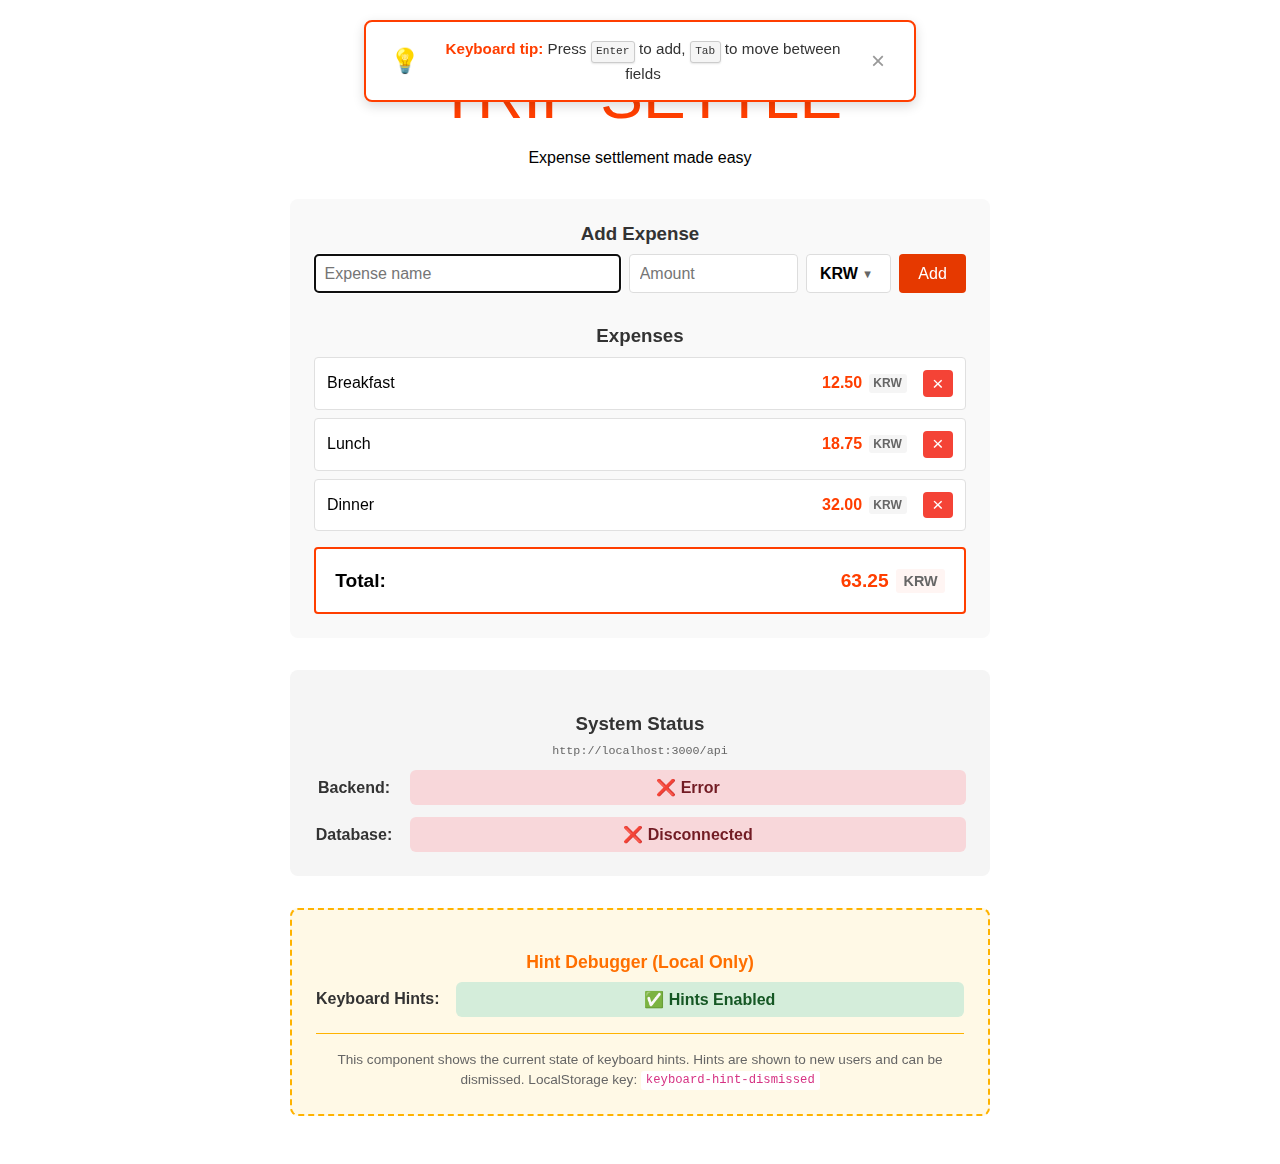 Keyboard tip: Press Enter to add, Tab to move between
fields
TRIP SETTLE
Expense settlement made easy
Add Expense
Expense name Amount KRW ▼ Add
Expenses
Breakfast 12.50 KRW ✕
Lunch 18.75 KRW ✕
Dinner 32.00 KRW ✕
Total: 63.25 KRW
System Status
http://localhost:3000/api
Backend: ❌ Error
Database: ❌ Disconnected
Hint Debugger (Local Only)
Keyboard Hints: ✅ Hints Enabled
This component shows the current state of keyboard hints. Hints are shown to new users and can be
dismissed. LocalStorage key: keyboard-hint-dismissed